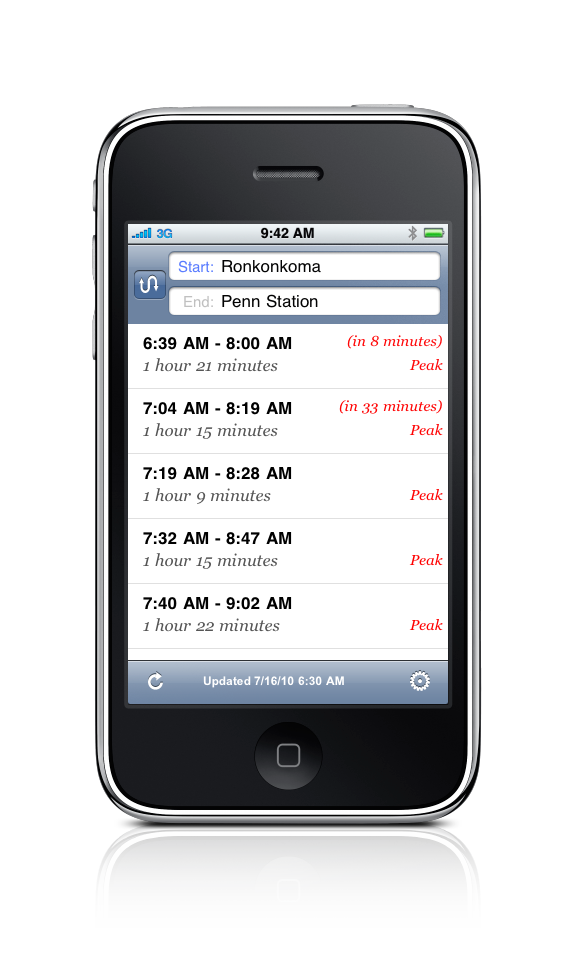 3G 9:42 AM
Start: Ronkonkoma
End: Penn Station
6:39 AM - 8:00 AM (in 8 minutes)
1 hour 21 minutes Peak
7:04 AM - 8:19 AM (in 33 minutes)
1 hour 15 minutes Peak
7:19 AM - 8:28 AM
1 hour 9 minutes Peak
7:32 AM - 8:47 AM
1 hour 15 minutes Peak
7:40 AM - 9:02 AM
1 hour 22 minutes Peak
Updated 7/16/10 6:30 AM